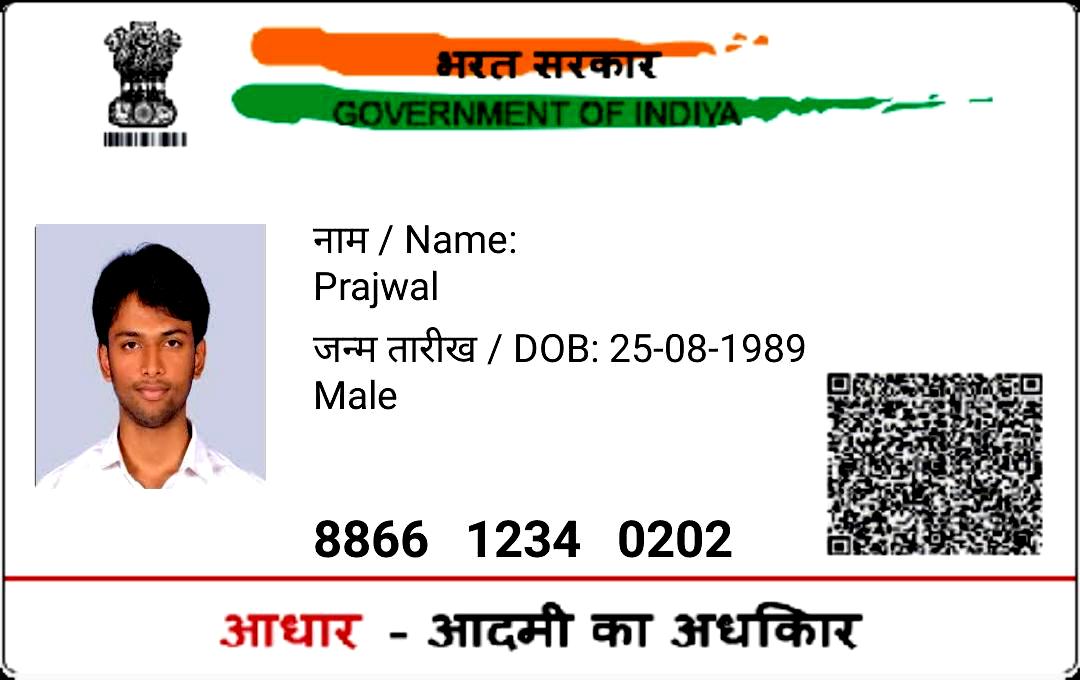 भरत सरकार
GOVERNMENT OF INDIYA
नाम / Name:
Prajwal
जन्म तारीख / DOB: 25-08-1989
Male
8866 1234 0202
आधार - आदमी का अधकिार